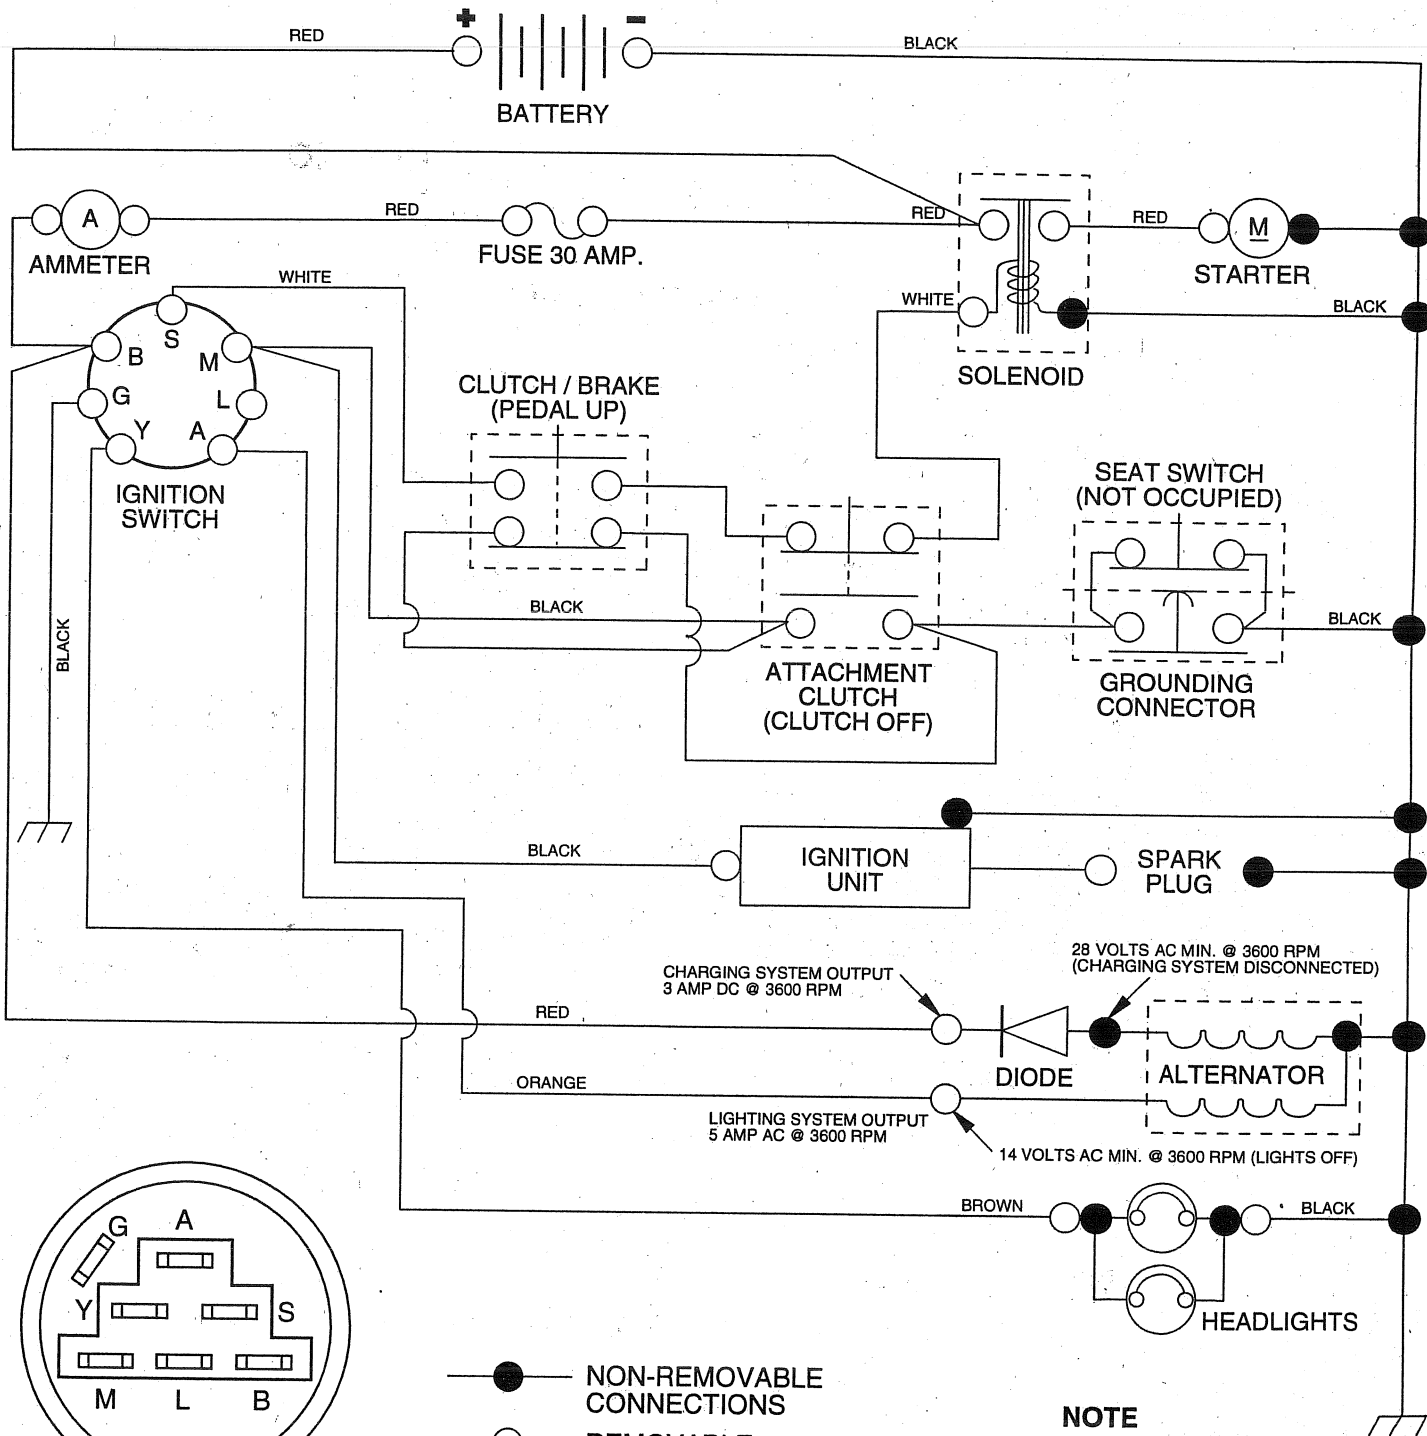 + −
RED
BLACK
BATTERY
A
RED
RED
RED
M
AMMETER
FUSE 30 AMP.
STARTER
WHITE
WHITE
BLACK
S
B
M
G
L
Y
A
SOLENOID
CLUTCH / BRAKE
(PEDAL UP)
IGNITION
SWITCH
SEAT SWITCH
(NOT OCCUPIED)
BLACK
BLACK
BLACK
ATTACHMENT
CLUTCH
(CLUTCH OFF)
GROUNDING
CONNECTOR
BLACK
IGNITION
UNIT
SPARK
PLUG
28 VOLTS AC MIN. @ 3600 RPM
(CHARGING SYSTEM DISCONNECTED)
CHARGING SYSTEM OUTPUT
3 AMP DC @ 3600 RPM
RED
DIODE
ALTERNATOR
ORANGE
LIGHTING SYSTEM OUTPUT
5 AMP AC @ 3600 RPM
14 VOLTS AC MIN. @ 3600 RPM (LIGHTS OFF)
BROWN
BLACK
HEADLIGHTS
G
A
Y
S
M
L
B
NON-REMOVABLE
CONNECTIONS
NOTE